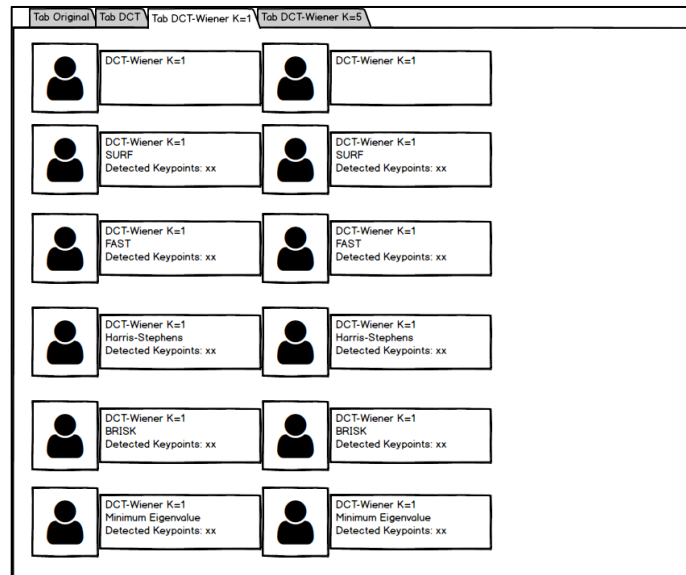 Tab Original Tab DCT Tab DCT-Wiener K=1 Tab DCT-Wiener K=5
DCT-Wiener K=1
DCT-Wiener K=1
DCT-Wiener K=1
SURF
Detected Keypoints: xx
DCT-Wiener K=1
SURF
Detected Keypoints: xx
DCT-Wiener K=1
FAST
Detected Keypoints: xx
DCT-Wiener K=1
FAST
Detected Keypoints: xx
DCT-Wiener K=1
Harris-Stephens
Detected Keypoints: xx
DCT-Wiener K=1
Harris-Stephens
Detected Keypoints: xx
DCT-Wiener K=1
BRISK
Detected Keypoints: xx
DCT-Wiener K=1
BRISK
Detected Keypoints: xx
DCT-Wiener K=1
Minimum Eigenvalue
Detected Keypoints: xx
DCT-Wiener K=1
Minimum Eigenvalue
Detected Keypoints: xx